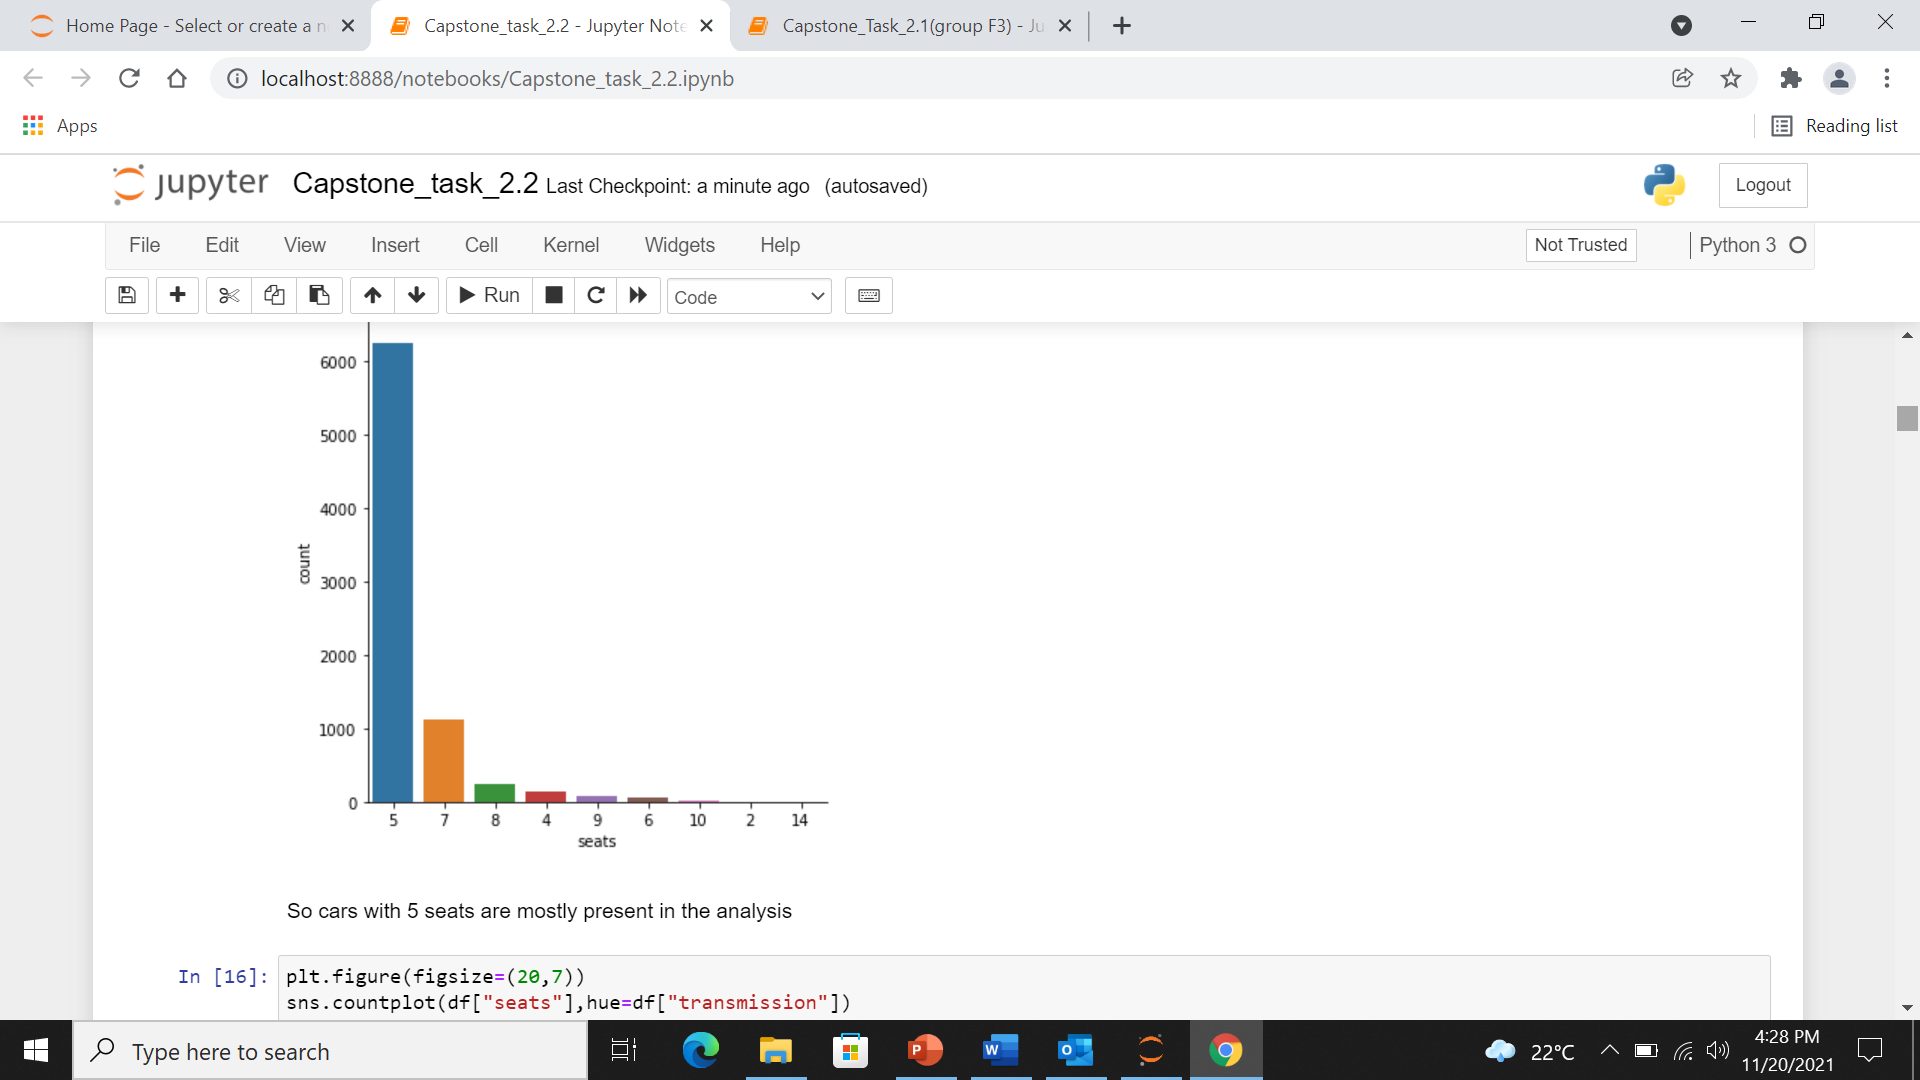 Home Page - Select or create a n
Capstone_task_2.2 - Jupyter Note
Capstone_Task_2.1(group F3) - Ju
localhost:8888/notebooks/Capstone_task_2.2.ipynb
Apps
Reading list
jupyter Capstone_task_2.2 Last Checkpoint: a minute ago (autosaved)
Logout
File Edit View Insert Cell Kernel Widgets Help
Not Trusted
Python 3
Run
Code
6000
5000
4000
3000
2000
1000
0
count
5 7 8 4 9 6 10 2 14
seats
So cars with 5 seats are mostly present in the analysis
In [16]: plt.figure(figsize=(20,7))
sns.countplot(df["seats"],hue=df["transmission"])
Type here to search
22°C
4:28 PM
11/20/2021